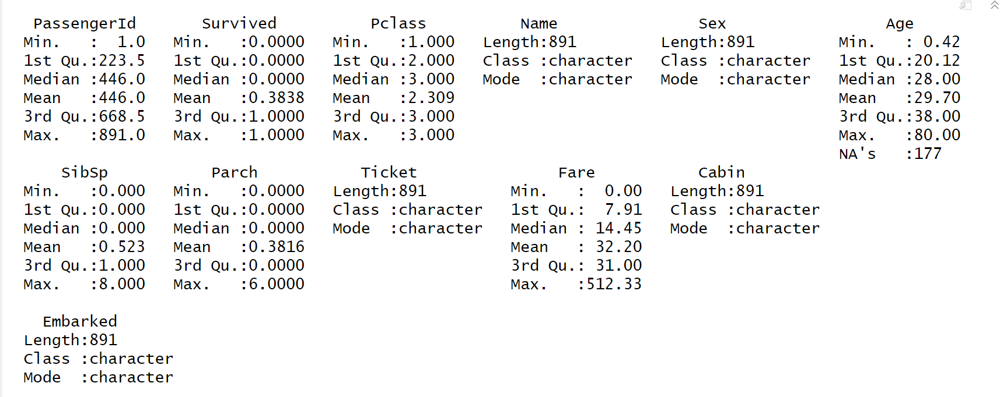 PassengerId       Survived          Pclass          Name               Sex                 Age
Min.   :  1.0   Min.   :0.0000   Min.   :1.000   Length:891         Length:891         Min.   : 0.42
1st Qu.:223.5   1st Qu.:0.0000   1st Qu.:2.000   Class :character   Class :character   1st Qu.:20.12
Median :446.0   Median :0.0000   Median :3.000   Mode  :character   Mode  :character   Median :28.00
Mean   :446.0   Mean   :0.3838   Mean   :2.309                                         Mean   :29.70
3rd Qu.:668.5   3rd Qu.:1.0000   3rd Qu.:3.000                                         3rd Qu.:38.00
Max.   :891.0   Max.   :1.0000   Max.   :3.000                                         Max.   :80.00
                                                                                       NA's   :177
    SibSp           Parch           Ticket               Fare           Cabin
Min.   :0.000   Min.   :0.0000   Length:891         Min.   :  0.00   Length:891
1st Qu.:0.000   1st Qu.:0.0000   Class :character   1st Qu.:  7.91   Class :character
Median :0.000   Median :0.0000   Mode  :character   Median : 14.45   Mode  :character
Mean   :0.523   Mean   :0.3816                      Mean   : 32.20
3rd Qu.:1.000   3rd Qu.:0.0000                      3rd Qu.: 31.00
Max.   :8.000   Max.   :6.0000                      Max.   :512.33
  Embarked
Length:891
Class :character
Mode  :character